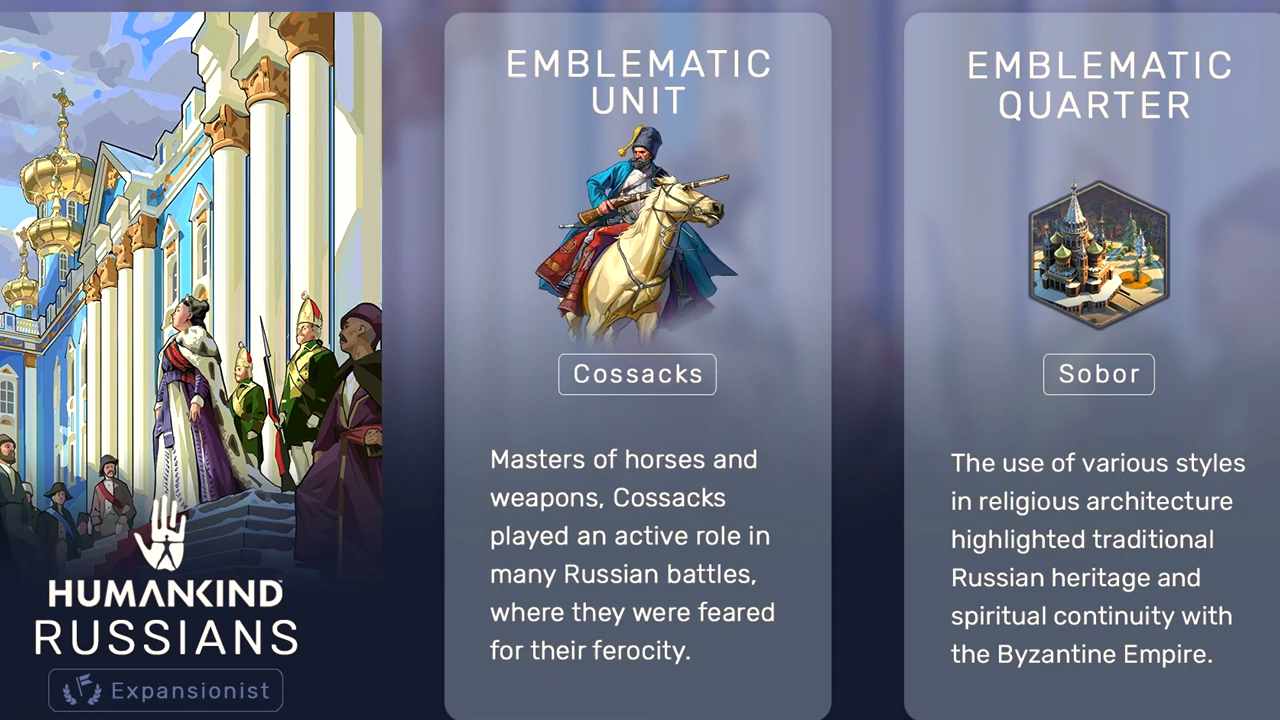 HUMANKIND™
RUSSIANS
Expansionist
EMBLEMATIC
UNIT
Cossacks
Masters of horses and
weapons, Cossacks
played an active role in
many Russian battles,
where they were feared
for their ferocity.
EMBLEMATIC
QUARTER
Sobor
The use of various styles
in religious architecture
highlighted traditional
Russian heritage and
spiritual continuity with
the Byzantine Empire.